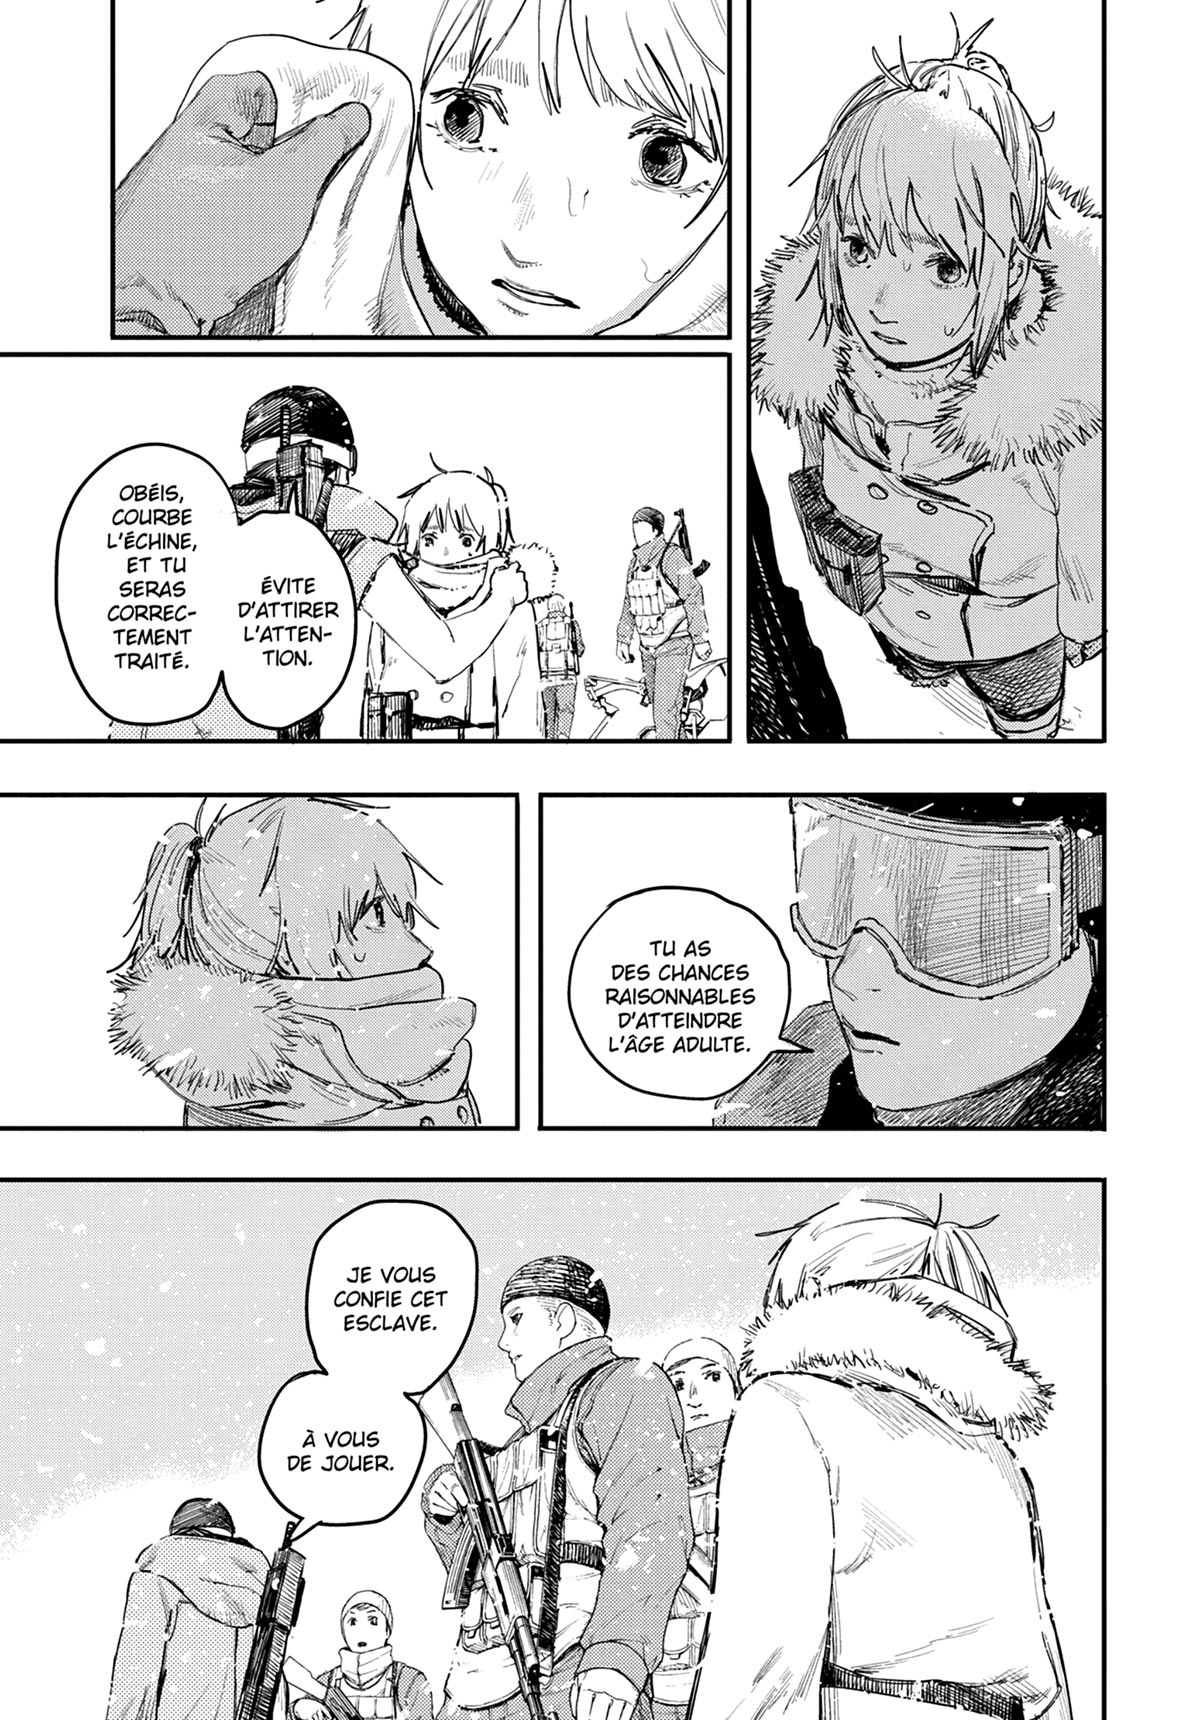 ÉVITE
D'ATTIRER
L'ATTEN-
TION.
OBÉIS,
COURBE
L'ÉCHINE,
ET TU
SERAS
CORREC-
TEMENT
TRAITÉ.
TU AS
DES CHANCES
RAISONNABLES
D'ATTEINDRE
L'ÂGE ADULTE.
JE VOUS
CONFIE CET
ESCLAVE.
À VOUS
DE JOUER.